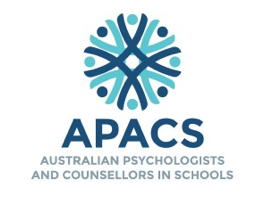 APACS
AUSTRALIAN PSYCHOLOGISTS
AND COUNSELLORS IN SCHOOLS